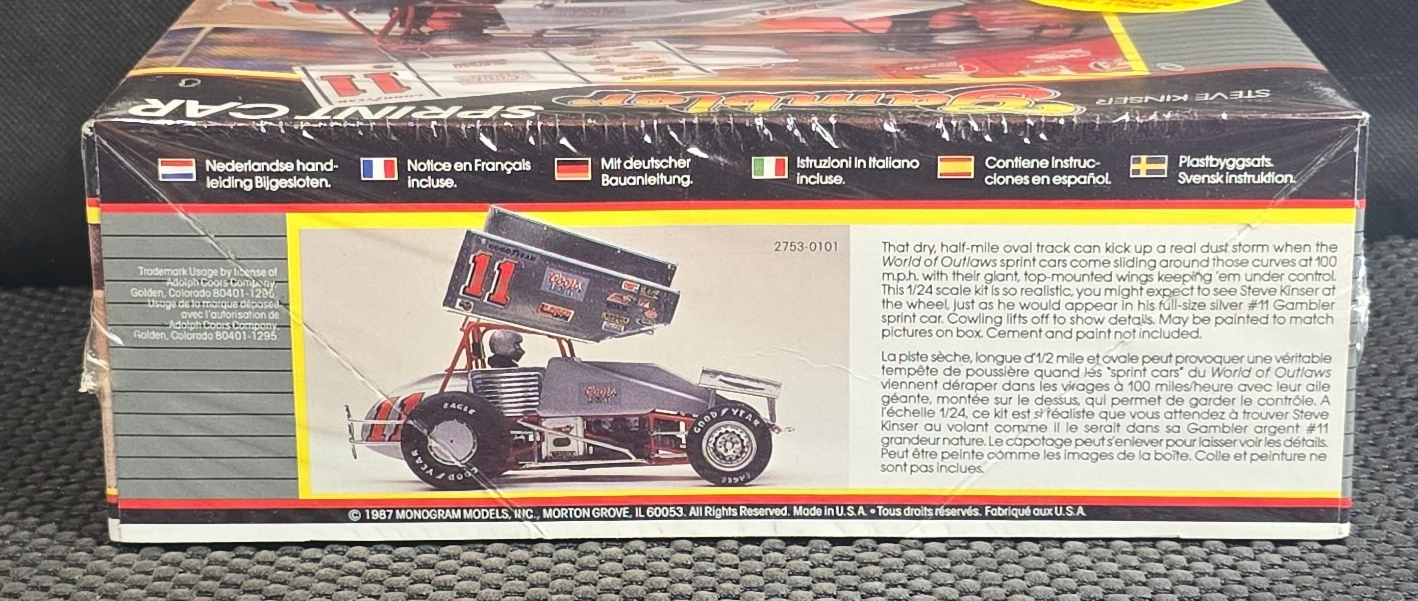 11
SPRINT CAR
Gambler
STEVE KINSER
Nederlandse hand-
leiding Bijgesloten.
Notice en Français
incluse.
Mit deutscher
Bauanleitung.
Istruzioni in Italiano
incluse.
Contiene instruc-
ciones en español.
Plastbyggsats.
Svensk instruktion.
Trademark Usage by license of
Adolph Coors Company,
Golden, Colorado 80401-1295
Usage de la marque déposée
avec l'autorisation de
Adolph Coors Company,
Golden, Colorado 80401-1295
2753-0101
GOODYEAR
11
Coors
Coors
11
EAGLE
GOODYEAR
GOODYEAR
EAGLE
That dry, half-mile oval track can kick up a real dust storm when the
World of Outlaws sprint cars come sliding around those curves at 100
m.p.h. with their giant, top-mounted wings keeping 'em under control.
This 1/24 scale kit is so realistic, you might expect to see Steve Kinser at
the wheel, just as he would appear in his full-size silver #11 Gambler
sprint car. Cowling lifts off to show details. May be painted to match
pictures on box. Cement and paint not included.
La piste sèche, longue d'1/2 mile et ovale peut provoquer une véritable
tempête de poussière quand lés "sprint cars" du World of Outlaws
viennent déraper dans les virages à 100 miles/heure avec leur aile
géante, montée sur le dessus, qui permet de garder le contrôle. A
l'échelle 1/24, ce kit est si réaliste que vous attendez à trouver Steve
Kinser au volant comme il le serait dans sa Gambler argent #11
grandeur nature. Le capotage peut s'enlever pour laisser voir les détails.
Peut être peinte comme les images de la boîte. Colle et peinture ne
sont pas inclues.
© 1987 MONOGRAM MODELS, INC., MORTON GROVE, IL 60053. All Rights Reserved. Made in U.S.A. • Tous droits réservés. Fabriqué aux U.S.A.